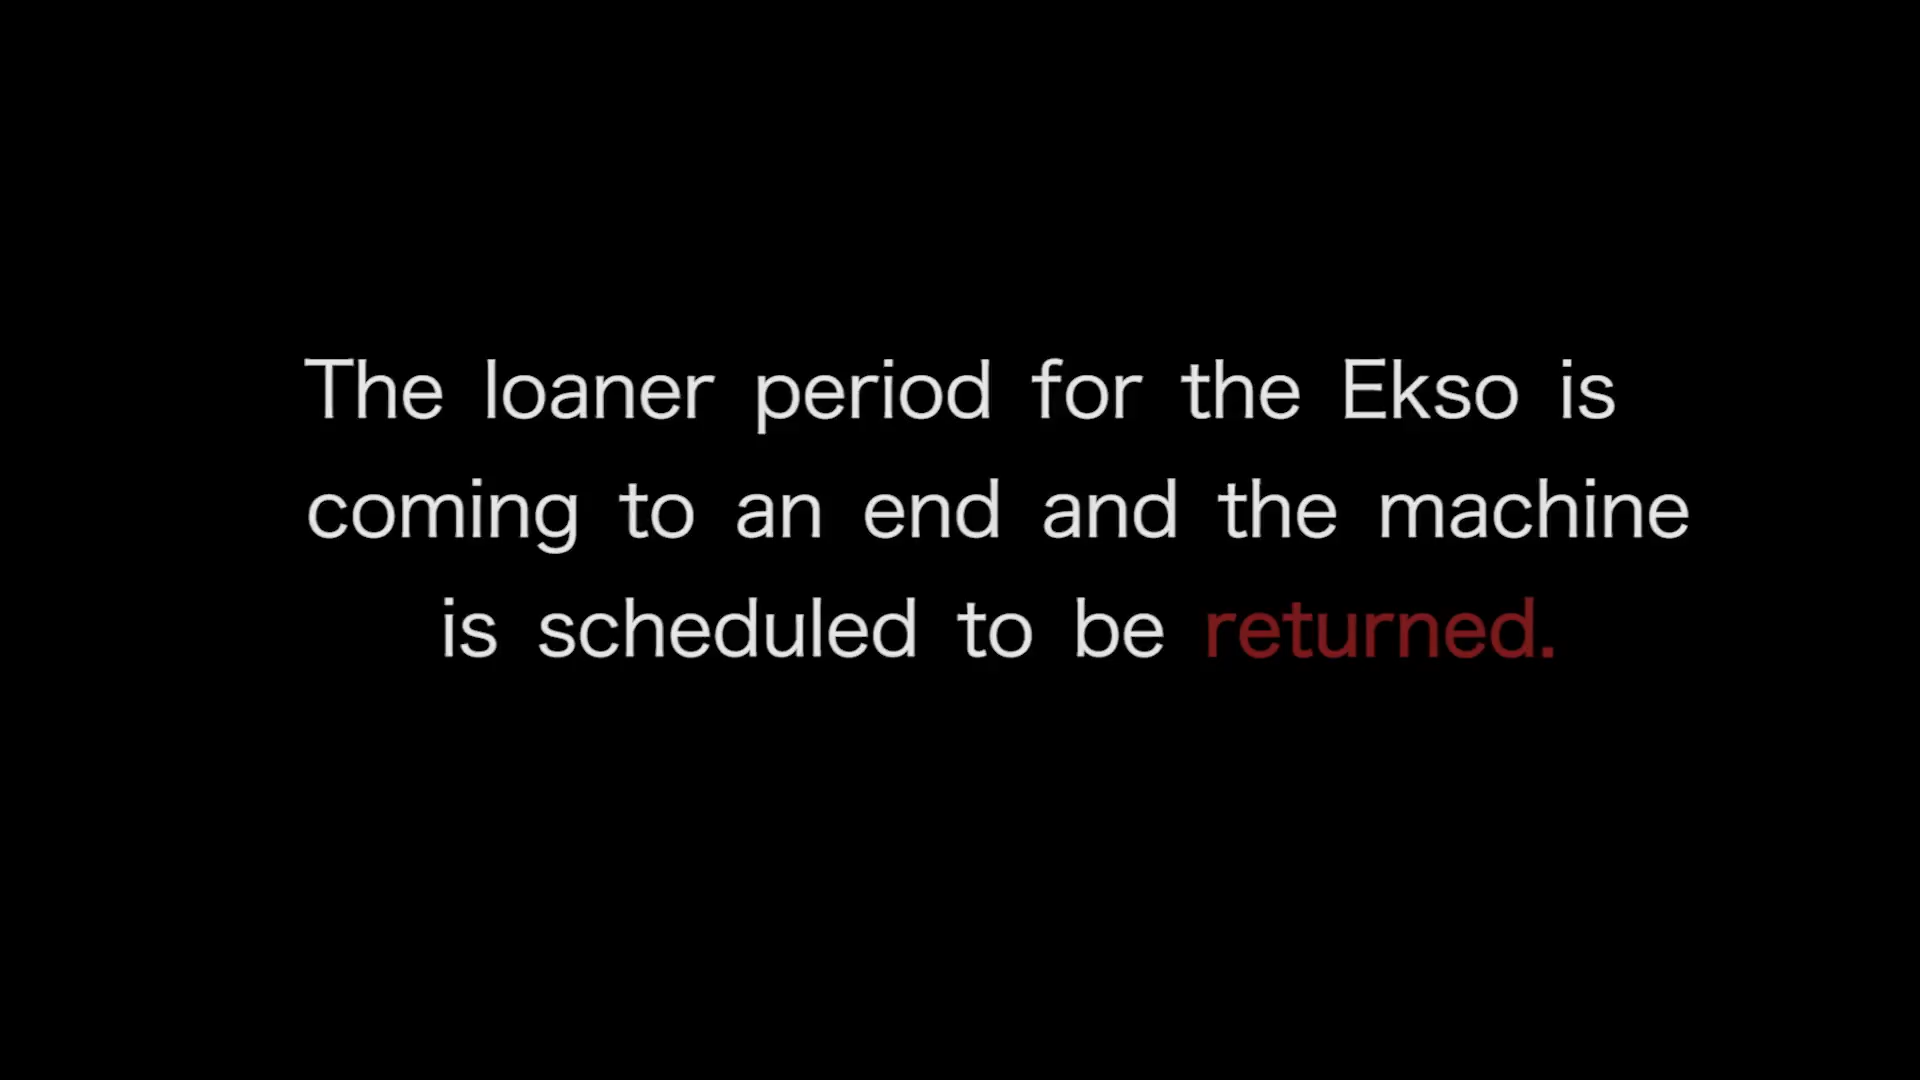 The loaner period for the Ekso is
coming to an end and the machine
is scheduled to be returned.